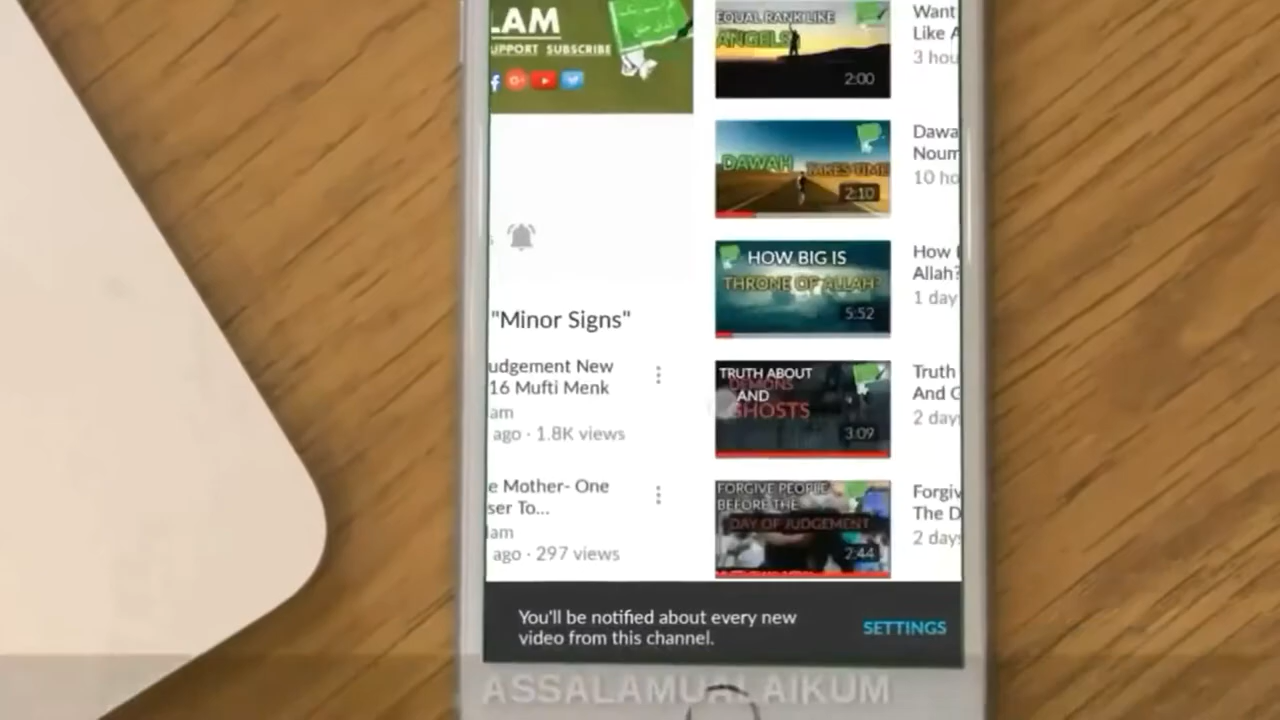 LAM
UPPORT SUBSCRIBE
"Minor Signs"
udgement New
16 Mufti Menk
am
ago · 1.8K views
e Mother- One
ser To...
lam
ago · 297 views
EQUAL RANK LIKE
ANGELS
2:00
Want
Like A
3 hou
DAWAH TAKES TIME
2:10
Dawa
Noum
10 ho
HOW BIG IS
THRONE OF ALLAH?
5:52
How
Allah?
1 day
TRUTH ABOUT
DEMONS
AND
GHOSTS
3:09
Truth
And G
2 day
FORGIVE PEOPLE
BEFORE THE
DAY OF JUDGEMENT
2:44
Forgiv
The D
2 days
You'll be notified about every new
video from this channel.
SETTINGS
ASSALAMUALAIKUM